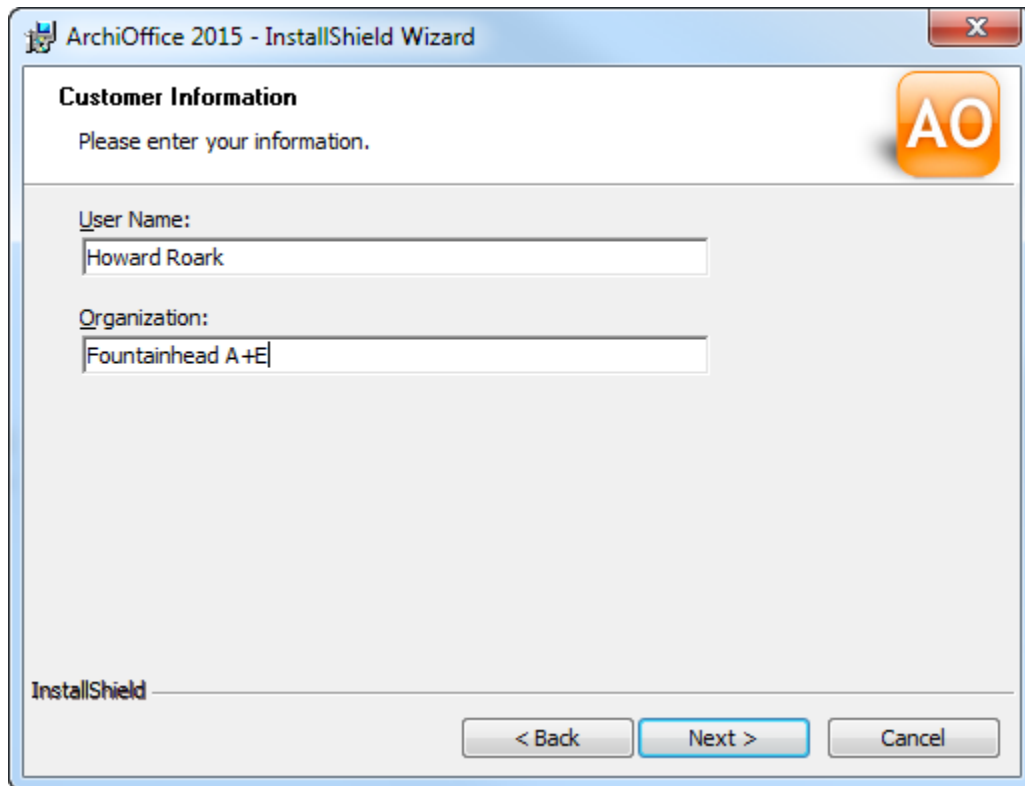 ArchiOffice 2015 - InstallShield Wizard
Customer Information
Please enter your information.
AO
User Name:
Howard Roark
Organization:
Fountainhead A+E
InstallShield
< Back Next > Cancel